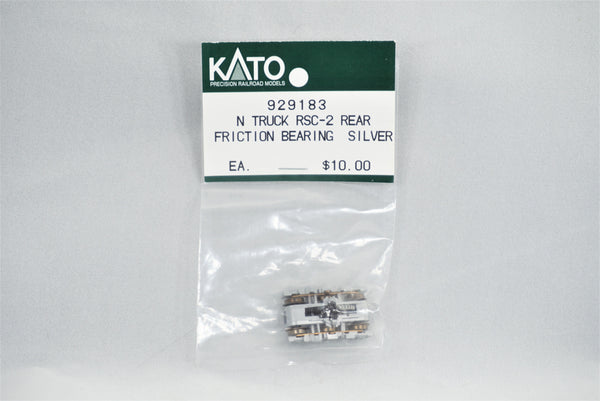 KATO
PRECISION RAILROAD MODELS
929183
N TRUCK RSC-2 REAR
FRICTION BEARING SILVER
EA. $10.00